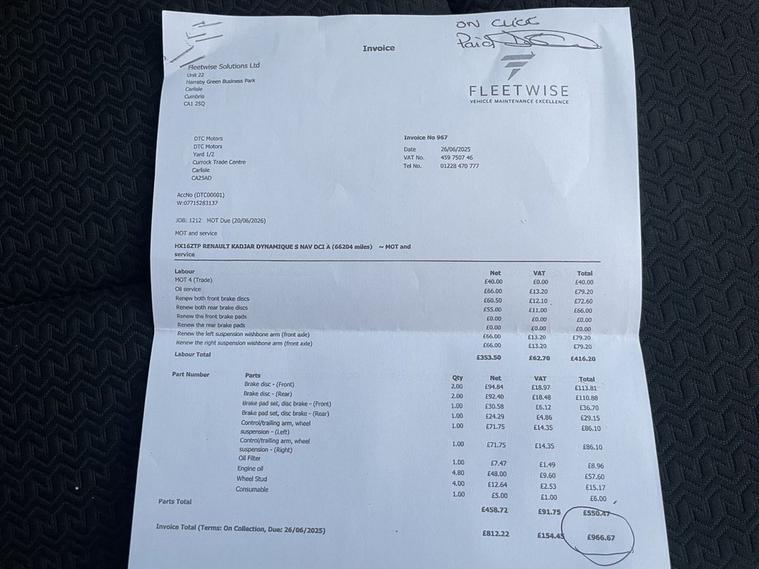 ON CLICK
Paid
Invoice
Fleetwise Solutions Ltd
Unit 22
Harraby Green Business Park
Carlisle
Cumbria
CA1 2SQ
FLEETWISE
VEHICLE MAINTENANCE EXCELLENCE
DTC Motors
DTC Motors
Yard 1/2
Currock Trade Centre
Carlisle
CA25AD
Invoice No 967
Date 26/06/2025
VAT No. 459 7507 46
Tel No. 01228 470 777
AccNo (DTC00001)
W:07715283137
JOB: 1212 MOT Due (20/06/2026)
MOT and service
HX16ZTP RENAULT KADJAR DYNAMIQUE S NAV DCI A (66204 miles) ~ MOT and
service
Labour Net VAT Total
MOT 4 (Trade) £40.00 £0.00 £40.00
Oil service £66.00 £13.20 £79.20
Renew both front brake discs £60.50 £12.10 £72.60
Renew both rear brake discs £55.00 £11.00 £66.00
Renew the front brake pads £0.00 £0.00 £0.00
Renew the rear brake pads £0.00 £0.00 £0.00
Renew the left suspension wishbone arm (front axle) £66.00 £13.20 £79.20
Renew the right suspension wishbone arm (front axle) £66.00 £13.20 £79.20
Labour Total £353.50 £62.70 £416.20
Part Number Parts Qty Net VAT Total
Brake disc - (Front) 2.00 £94.84 £18.97 £113.81
Brake disc - (Rear) 2.00 £92.40 £18.48 £110.88
Brake pad set, disc brake - (Front) 1.00 £30.58 £6.12 £36.70
Brake pad set, disc brake - (Rear) 1.00 £24.29 £4.86 £29.15
Control/trailing arm, wheel 1.00 £71.75 £14.35 £86.10
suspension - (Left)
Control/trailing arm, wheel 1.00 £71.75 £14.35 £86.10
suspension - (Right)
Oil Filter 1.00 £7.47 £1.49 £8.96
Engine oil 4.80 £48.00 £9.60 £57.60
Wheel Stud 4.00 £12.64 £2.53 £15.17
Consumable 1.00 £5.00 £1.00 £6.00
Parts Total £458.72 £91.75 £550.47
Invoice Total (Terms: On Collection, Due: 26/06/2025) £812.22 £154.45 £966.67